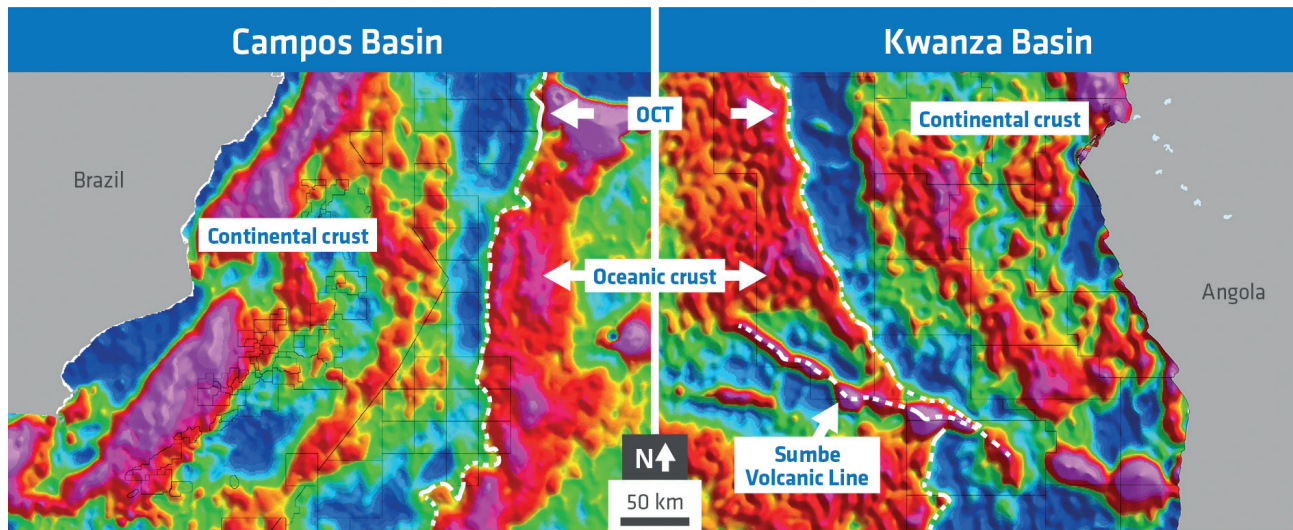 Campos Basin
Kwanza Basin
OCT
Continental crust
Brazil
Continental crust
Oceanic crust
Angola
Sumbe
Volcanic Line
N
50 km